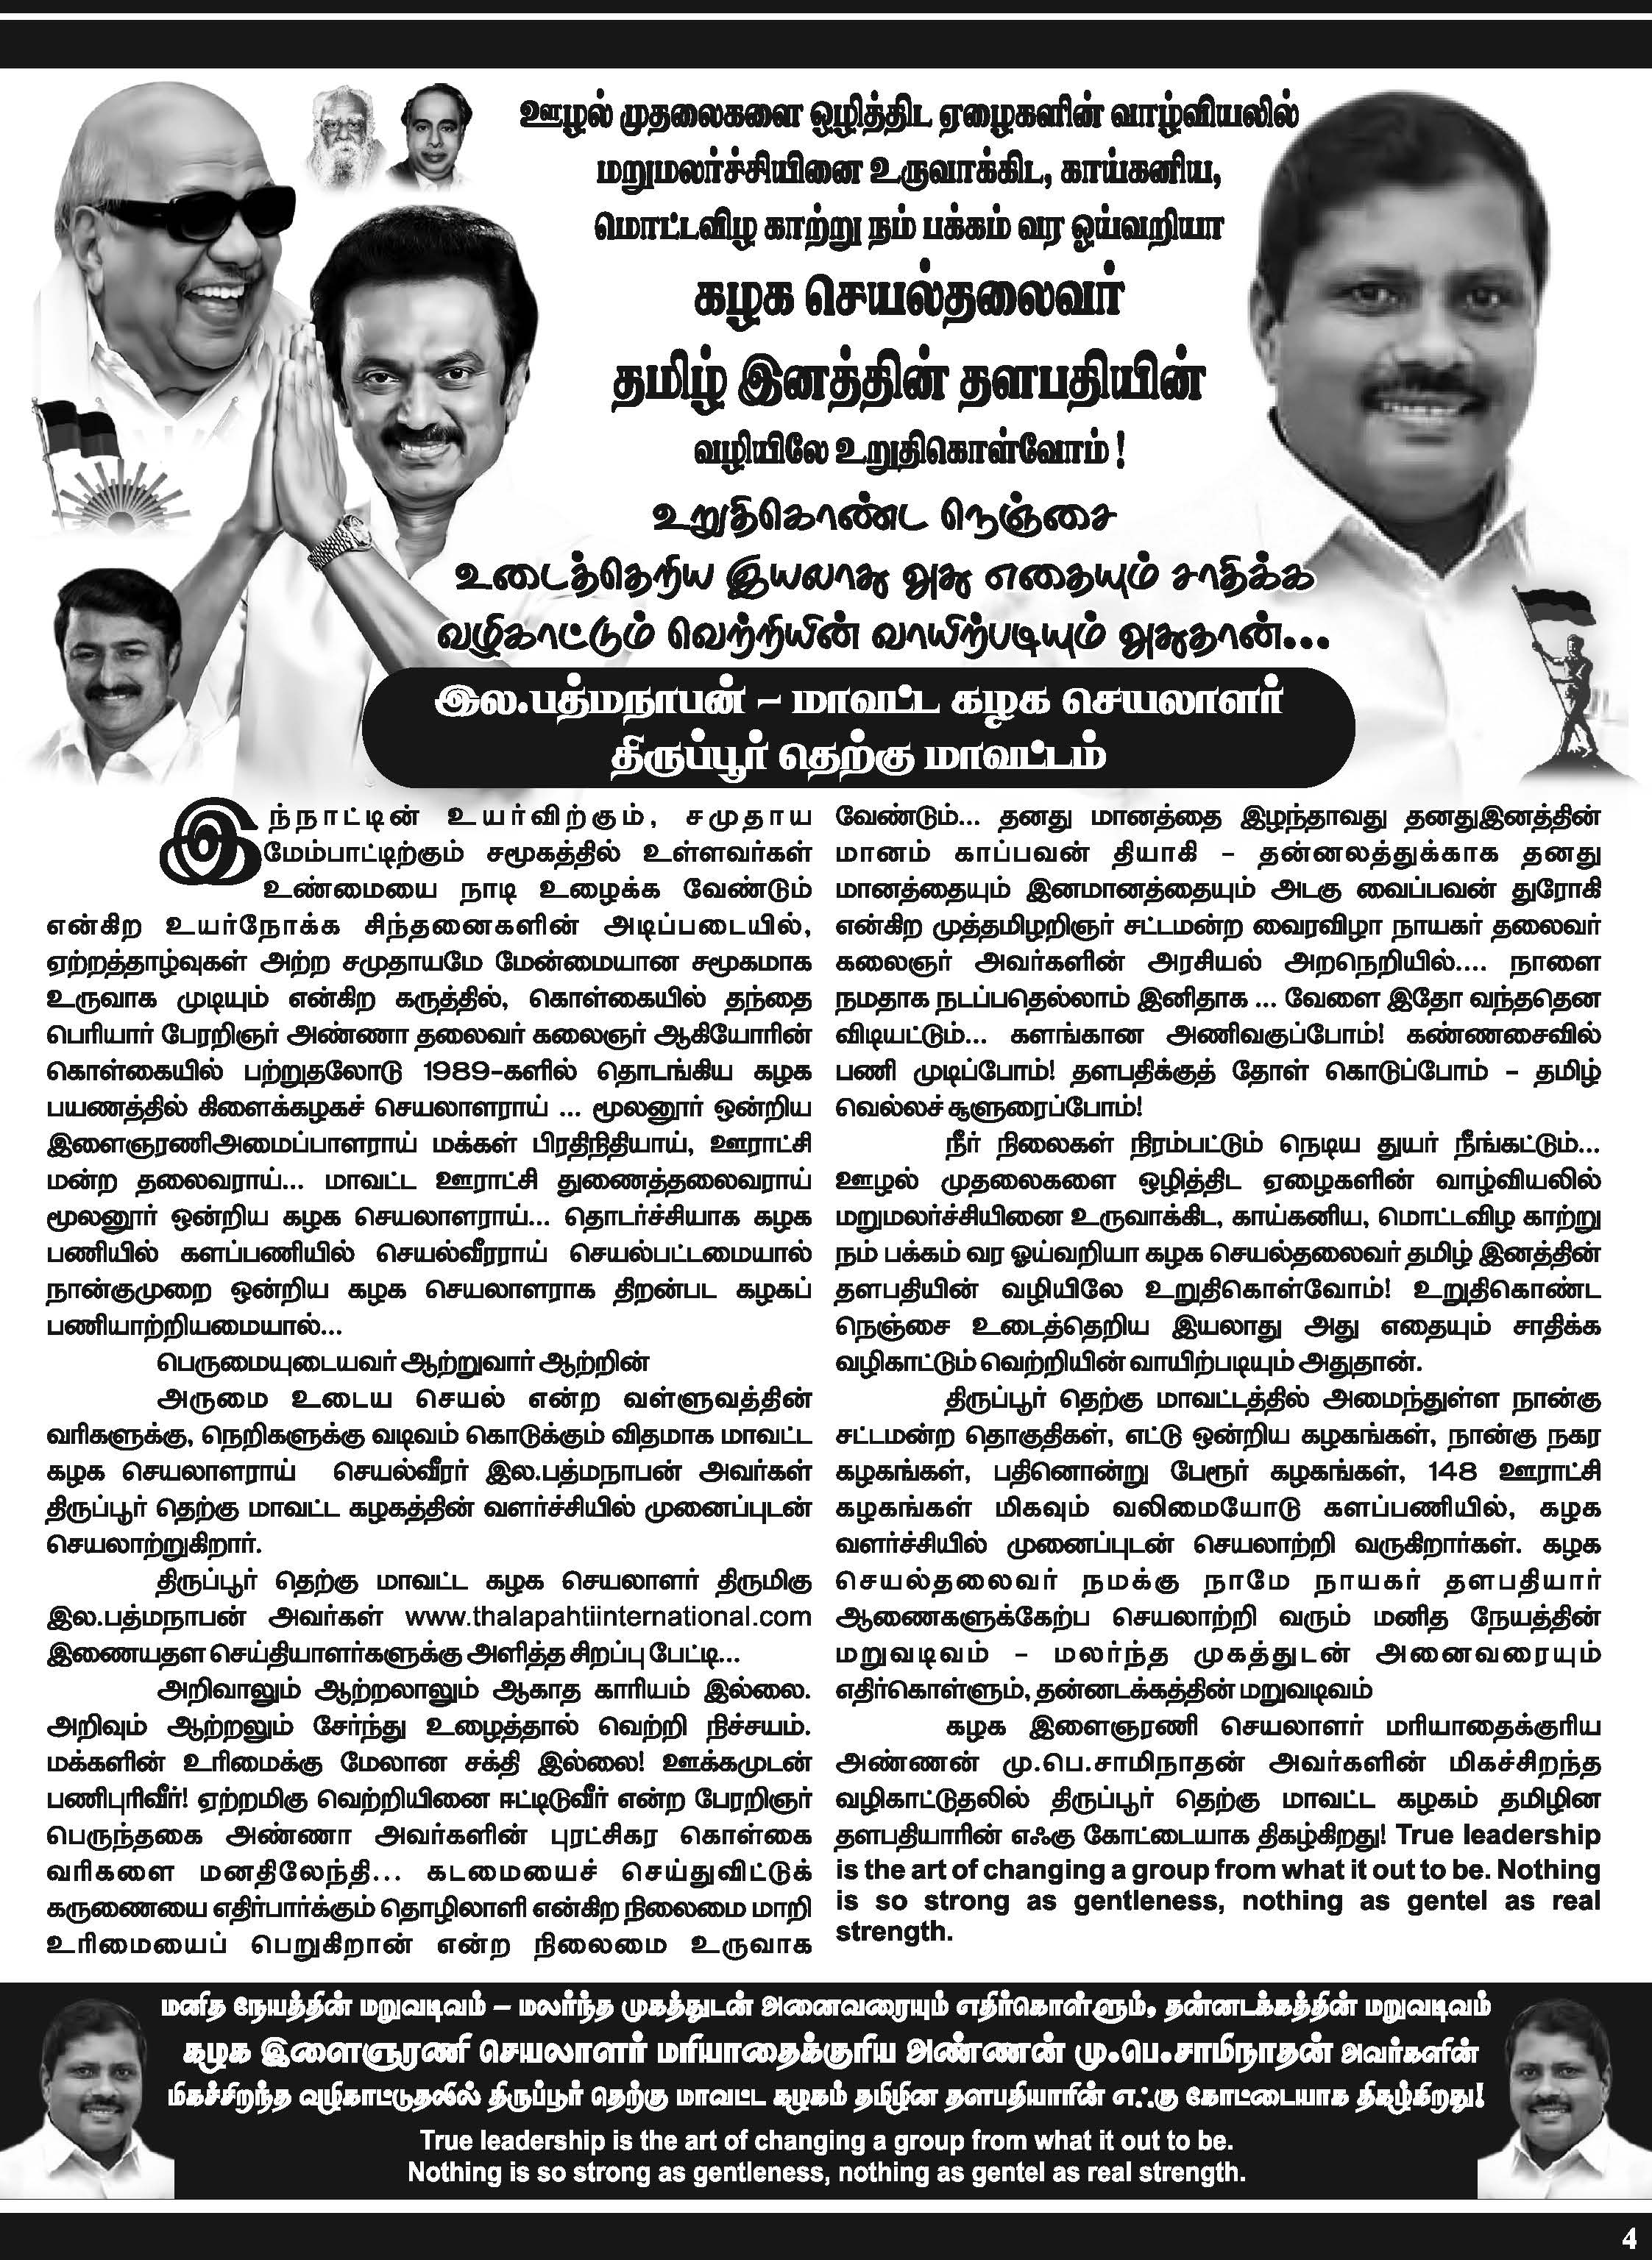 ஊழல் முதலைகளை ஒழித்திட ஏழைகளின் வாழ்வியலில்
மறுமலர்ச்சியினை உருவாக்கிட, காய்கனிய,
மொட்டவிழ காற்று நம் பக்கம் வர ஓய்வறியா
கழக செயல்தலைவர்
தமிழ் இனத்தின் தளபதியின்
வழியிலே உறுதிகொள்வோம் !
உறுதிகொண்ட நெஞ்சை
உடைத்தெறிய இயலாது அது எதையும் சாதிக்க
வழிகாட்டும் வெற்றியின் வாயிற்படியும் அதுதான்...
இல.பத்மநாபன் – மாவட்ட கழக செயலாளர்
திருப்பூர் தெற்கு மாவட்டம்
இந்நாட்டின் உயர்விற்கும், சமுதாய
மேம்பாட்டிற்கும் சமூகத்தில் உள்ளவர்கள்
உண்மையை நாடி உழைக்க வேண்டும்
என்கிற உயர்நோக்க சிந்தனைகளின் அடிப்படையில்,
ஏற்றத்தாழ்வுகள் அற்ற சமுதாயமே மேன்மையான சமூகமாக
உருவாக முடியும் என்கிற கருத்தில், கொள்கையில் தந்தை
பெரியார் பேரறிஞர் அண்ணா தலைவர் கலைஞர் ஆகியோரின்
கொள்கையில் பற்றுதலோடு 1989-களில் தொடங்கிய கழக
பயணத்தில் கிளைக்கழகச் செயலாளராய் ... மூலனூர் ஒன்றிய
இளைஞரணிஅமைப்பாளராய் மக்கள் பிரதிநிதியாய், ஊராட்சி
மன்ற தலைவராய்... மாவட்ட ஊராட்சி துணைத்தலைவராய்
மூலனூர் ஒன்றிய கழக செயலாளராய்... தொடர்ச்சியாக கழக
பணியில் களப்பணியில் செயல்வீரராய் செயல்பட்டமையால்
நான்குமுறை ஒன்றிய கழக செயலாளராக திறன்பட கழகப்
பணியாற்றியமையால்...
பெருமையுடையவர் ஆற்றுவார் ஆற்றின்
அருமை உடைய செயல் என்ற வள்ளுவத்தின்
வரிகளுக்கு, நெறிகளுக்கு வடிவம் கொடுக்கும் விதமாக மாவட்ட
கழக செயலாளராய் செயல்வீரர் இல.பத்மநாபன் அவர்கள்
திருப்பூர் தெற்கு மாவட்ட கழகத்தின் வளர்ச்சியில் முனைப்புடன்
செயலாற்றுகிறார்.
திருப்பூர் தெற்கு மாவட்ட கழக செயலாளர் திருமிகு
இல.பத்மநாபன் அவர்கள் www.thalapahtiinternational.com
இணையதள செய்தியாளர்களுக்கு அளித்த சிறப்பு பேட்டி...
அறிவாலும் ஆற்றலாலும் ஆகாத காரியம் இல்லை.
அறிவும் ஆற்றலும் சேர்ந்து உழைத்தால் வெற்றி நிச்சயம்.
மக்களின் உரிமைக்கு மேலான சக்தி இல்லை! ஊக்கமுடன்
பணிபுரிவீர்! ஏற்றமிகு வெற்றியினை ஈட்டிடுவீர் என்ற பேரறிஞர்
பெருந்தகை அண்ணா அவர்களின் புரட்சிகர கொள்கை
வரிகளை மனதிலேந்தி... கடமையைச் செய்துவிட்டுக்
கருணையை எதிர்பார்க்கும் தொழிலாளி என்கிற நிலைமை மாறி
உரிமையைப் பெறுகிறான் என்ற நிலைமை உருவாக
வேண்டும்... தனது மானத்தை இழந்தாவது தனதுஇனத்தின்
மானம் காப்பவன் தியாகி – தன்னலத்துக்காக தனது
மானத்தையும் இனமானத்தையும் அடகு வைப்பவன் துரோகி
என்கிற முத்தமிழறிஞர் சட்டமன்ற வைரவிழா நாயகர் தலைவர்
கலைஞர் அவர்களின் அரசியல் அறநெறியில்.... நாளை
நமதாக நடப்பதெல்லாம் இனிதாக ... வேளை இதோ வந்ததென
விடியட்டும்... களங்கான அணிவகுப்போம்! கண்ணசைவில்
பணி முடிப்போம்! தளபதிக்குத் தோள் கொடுப்போம் – தமிழ்
வெல்லச் சூளுரைப்போம்!
நீர் நிலைகள் நிரம்பட்டும் நெடிய துயர் நீங்கட்டும்...
ஊழல் முதலைகளை ஒழித்திட ஏழைகளின் வாழ்வியலில்
மறுமலர்ச்சியினை உருவாக்கிட, காய்கனிய, மொட்டவிழ காற்று
நம் பக்கம் வர ஓய்வறியா கழக செயல்தலைவர் தமிழ் இனத்தின்
தளபதியின் வழியிலே உறுதிகொள்வோம்! உறுதிகொண்ட
நெஞ்சை உடைத்தெறிய இயலாது அது எதையும் சாதிக்க
வழிகாட்டும் வெற்றியின் வாயிற்படியும் அதுதான்.
திருப்பூர் தெற்கு மாவட்டத்தில் அமைந்துள்ள நான்கு
சட்டமன்ற தொகுதிகள், எட்டு ஒன்றிய கழகங்கள், நான்கு நகர
கழகங்கள், பதினொன்று பேரூர் கழகங்கள், 148 ஊராட்சி
கழகங்கள் மிகவும் வலிமையோடு களப்பணியில், கழக
வளர்ச்சியில் முனைப்புடன் செயலாற்றி வருகிறார்கள். கழக
செயல்தலைவர் நமக்கு நாமே நாயகர் தளபதியார்
ஆணைகளுக்கேற்ப செயலாற்றி வரும் மனித நேயத்தின்
மறுவடிவம் – மலர்ந்த முகத்துடன் அனைவரையும்
எதிர்கொள்ளும், தன்னடக்கத்தின் மறுவடிவம்
கழக இளைஞரணி செயலாளர் மரியாதைக்குரிய
அண்ணன் மு.பெ.சாமிநாதன் அவர்களின் மிகச்சிறந்த
வழிகாட்டுதலில் திருப்பூர் தெற்கு மாவட்ட கழகம் தமிழின
தளபதியாரின் எஃகு கோட்டையாக திகழ்கிறது! True leadership
is the art of changing a group from what it out to be. Nothing
is so strong as gentleness, nothing as gentel as real
strength.
மனித நேயத்தின் மறுவடிவம் – மலர்ந்த முகத்துடன் அனைவரையும் எதிர்கொள்ளும், தன்னடக்கத்தின் மறுவடிவம்
கழக இளைஞரணி செயலாளர் மரியாதைக்குரிய அண்ணன் மு.பெ.சாமிநாதன் அவர்களின்
மிகச்சிறந்த வழிகாட்டுதலில் திருப்பூர் தெற்கு மாவட்ட கழகம் தமிழின தளபதியாரின் எஃகு கோட்டையாக திகழ்கிறது!
True leadership is the art of changing a group from what it out to be.
Nothing is so strong as gentleness, nothing as gentel as real strength.
4